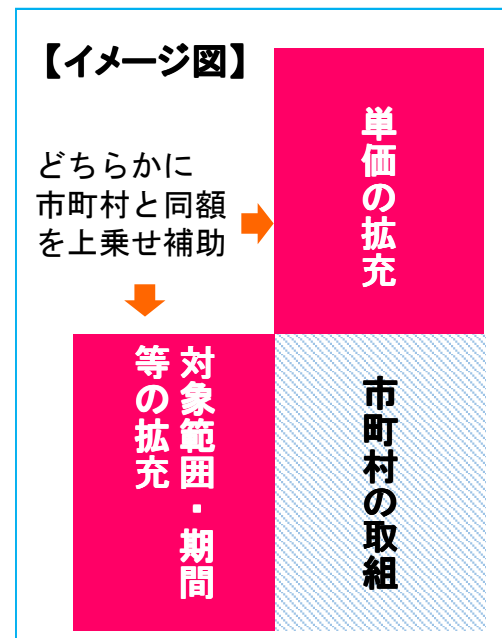 【イメージ図】
どちらかに
市町村と同額
を上乗せ補助
単価の拡充
対象範囲・期間
等の拡充
市町村の取組